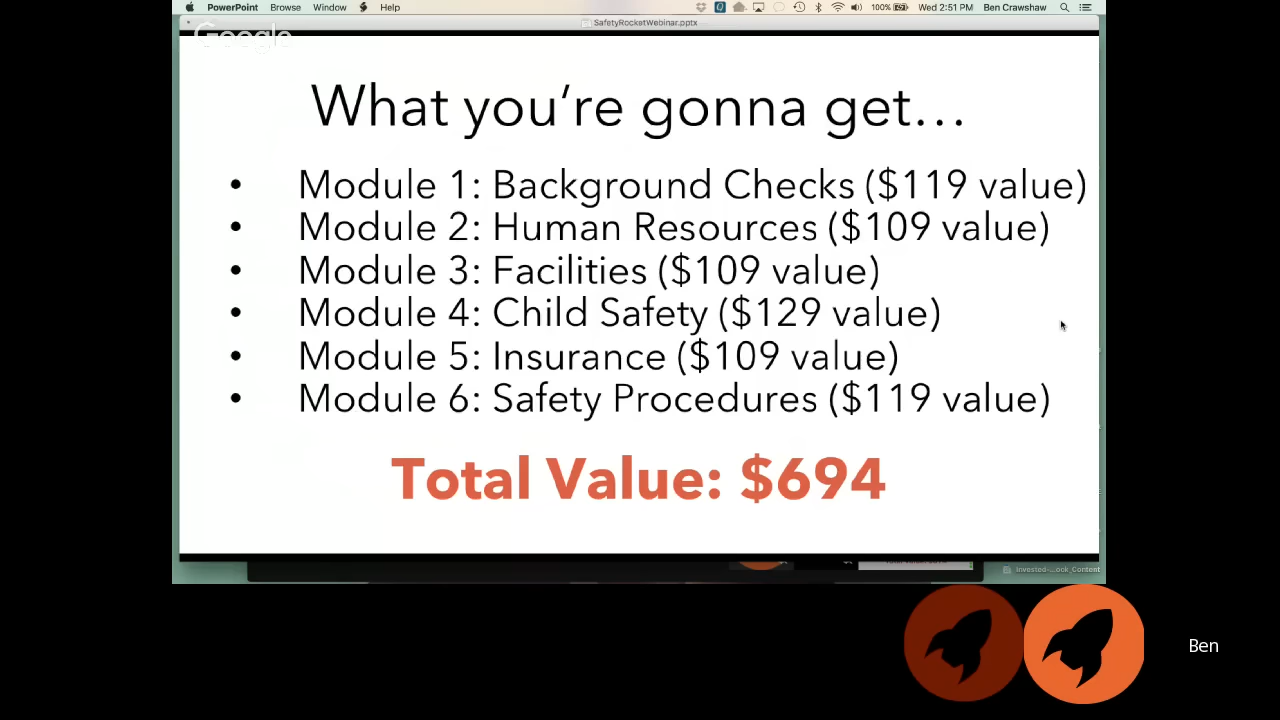 PowerPoint Browse Window Help 100% Wed 2:51 PM Ben Crawshaw
SafetyRocketWebinar.pptx
Google
What you’re gonna get…
• Module 1: Background Checks ($119 value)
• Module 2: Human Resources ($109 value)
• Module 3: Facilities ($109 value)
• Module 4: Child Safety ($129 value)
• Module 5: Insurance ($109 value)
• Module 6: Safety Procedures ($119 value)
Total Value: $694
invested-...ook_Content
Ben